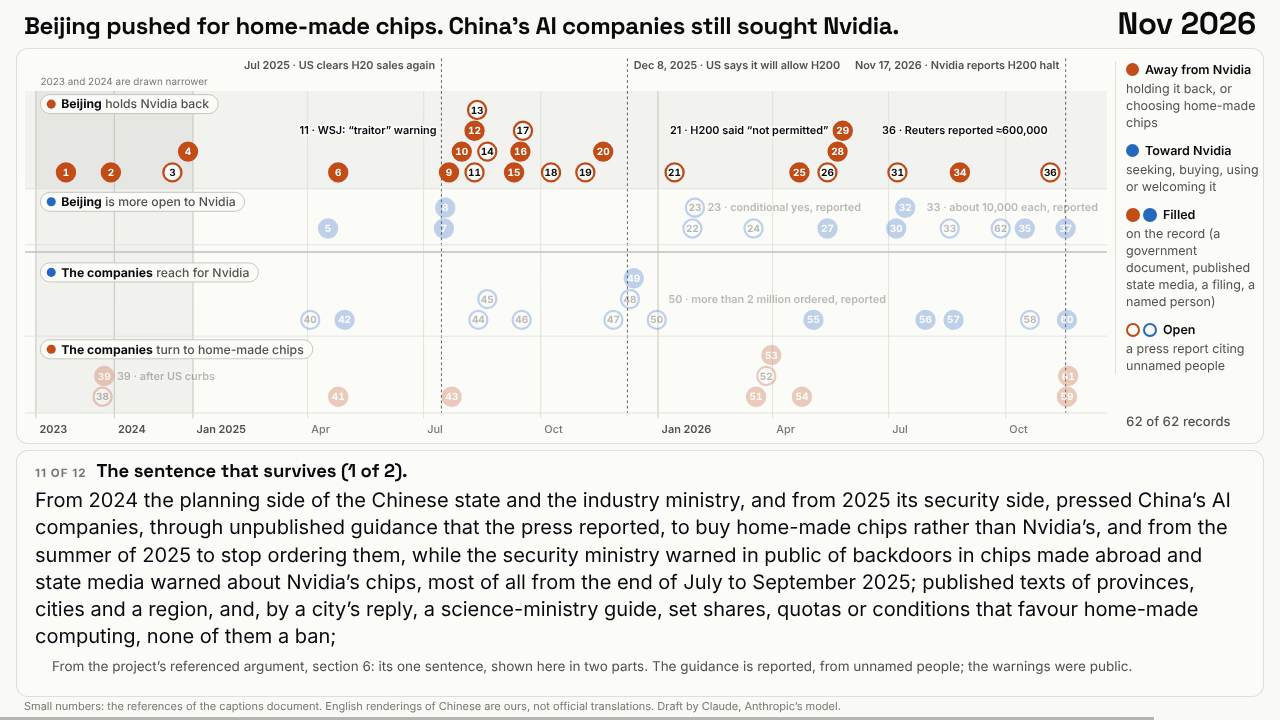 Beijing pushed for home-made chips. China’s AI companies still sought Nvidia.
Nov 2026
Jul 2025 · US clears H20 sales again
Dec 8, 2025 · US says it will allow H200
Nov 17, 2026 · Nvidia reports H200 halt
2023 and 2024 are drawn narrower
Beijing holds Nvidia back
13
11 · WSJ: “traitor” warning
12
17
21 · H200 said “not permitted”
29
36 · Reuters reported ≈600,000
4
10
14
16
20
28
1
2
3
6
9
11
15
18
19
21
25
26
31
34
36
Beijing is more open to Nvidia
8
23
23 · conditional yes, reported
32
33 · about 10,000 each, reported
5
7
22
24
27
30
33
62
35
37
The companies reach for Nvidia
49
45
48
50 · more than 2 million ordered, reported
40
42
44
46
47
50
55
56
57
58
60
The companies turn to home-made chips
53
39
39 · after US curbs
52
61
38
41
43
51
54
59
2023
2024
Jan 2025
Apr
Jul
Oct
Jan 2026
Apr
Jul
Oct
Away from Nvidia
holding it back, or
choosing home-made
chips
Toward Nvidia
seeking, buying, using
or welcoming it
Filled
on the record (a
government
document, published
state media, a filing, a
named person)
Open
a press report citing
unnamed people
62 of 62 records
11 OF 12 The sentence that survives (1 of 2).
From 2024 the planning side of the Chinese state and the industry ministry, and from 2025 its security side, pressed China’s AI
companies, through unpublished guidance that the press reported, to buy home-made chips rather than Nvidia’s, and from the
summer of 2025 to stop ordering them, while the security ministry warned in public of backdoors in chips made abroad and
state media warned about Nvidia’s chips, most of all from the end of July to September 2025; published texts of provinces,
cities and a region, and, by a city’s reply, a science-ministry guide, set shares, quotas or conditions that favour home-made
computing, none of them a ban;
From the project’s referenced argument, section 6: its one sentence, shown here in two parts. The guidance is reported, from unnamed people; the warnings were public.
Small numbers: the references of the captions document. English renderings of Chinese are ours, not official translations. Draft by Claude, Anthropic’s model.